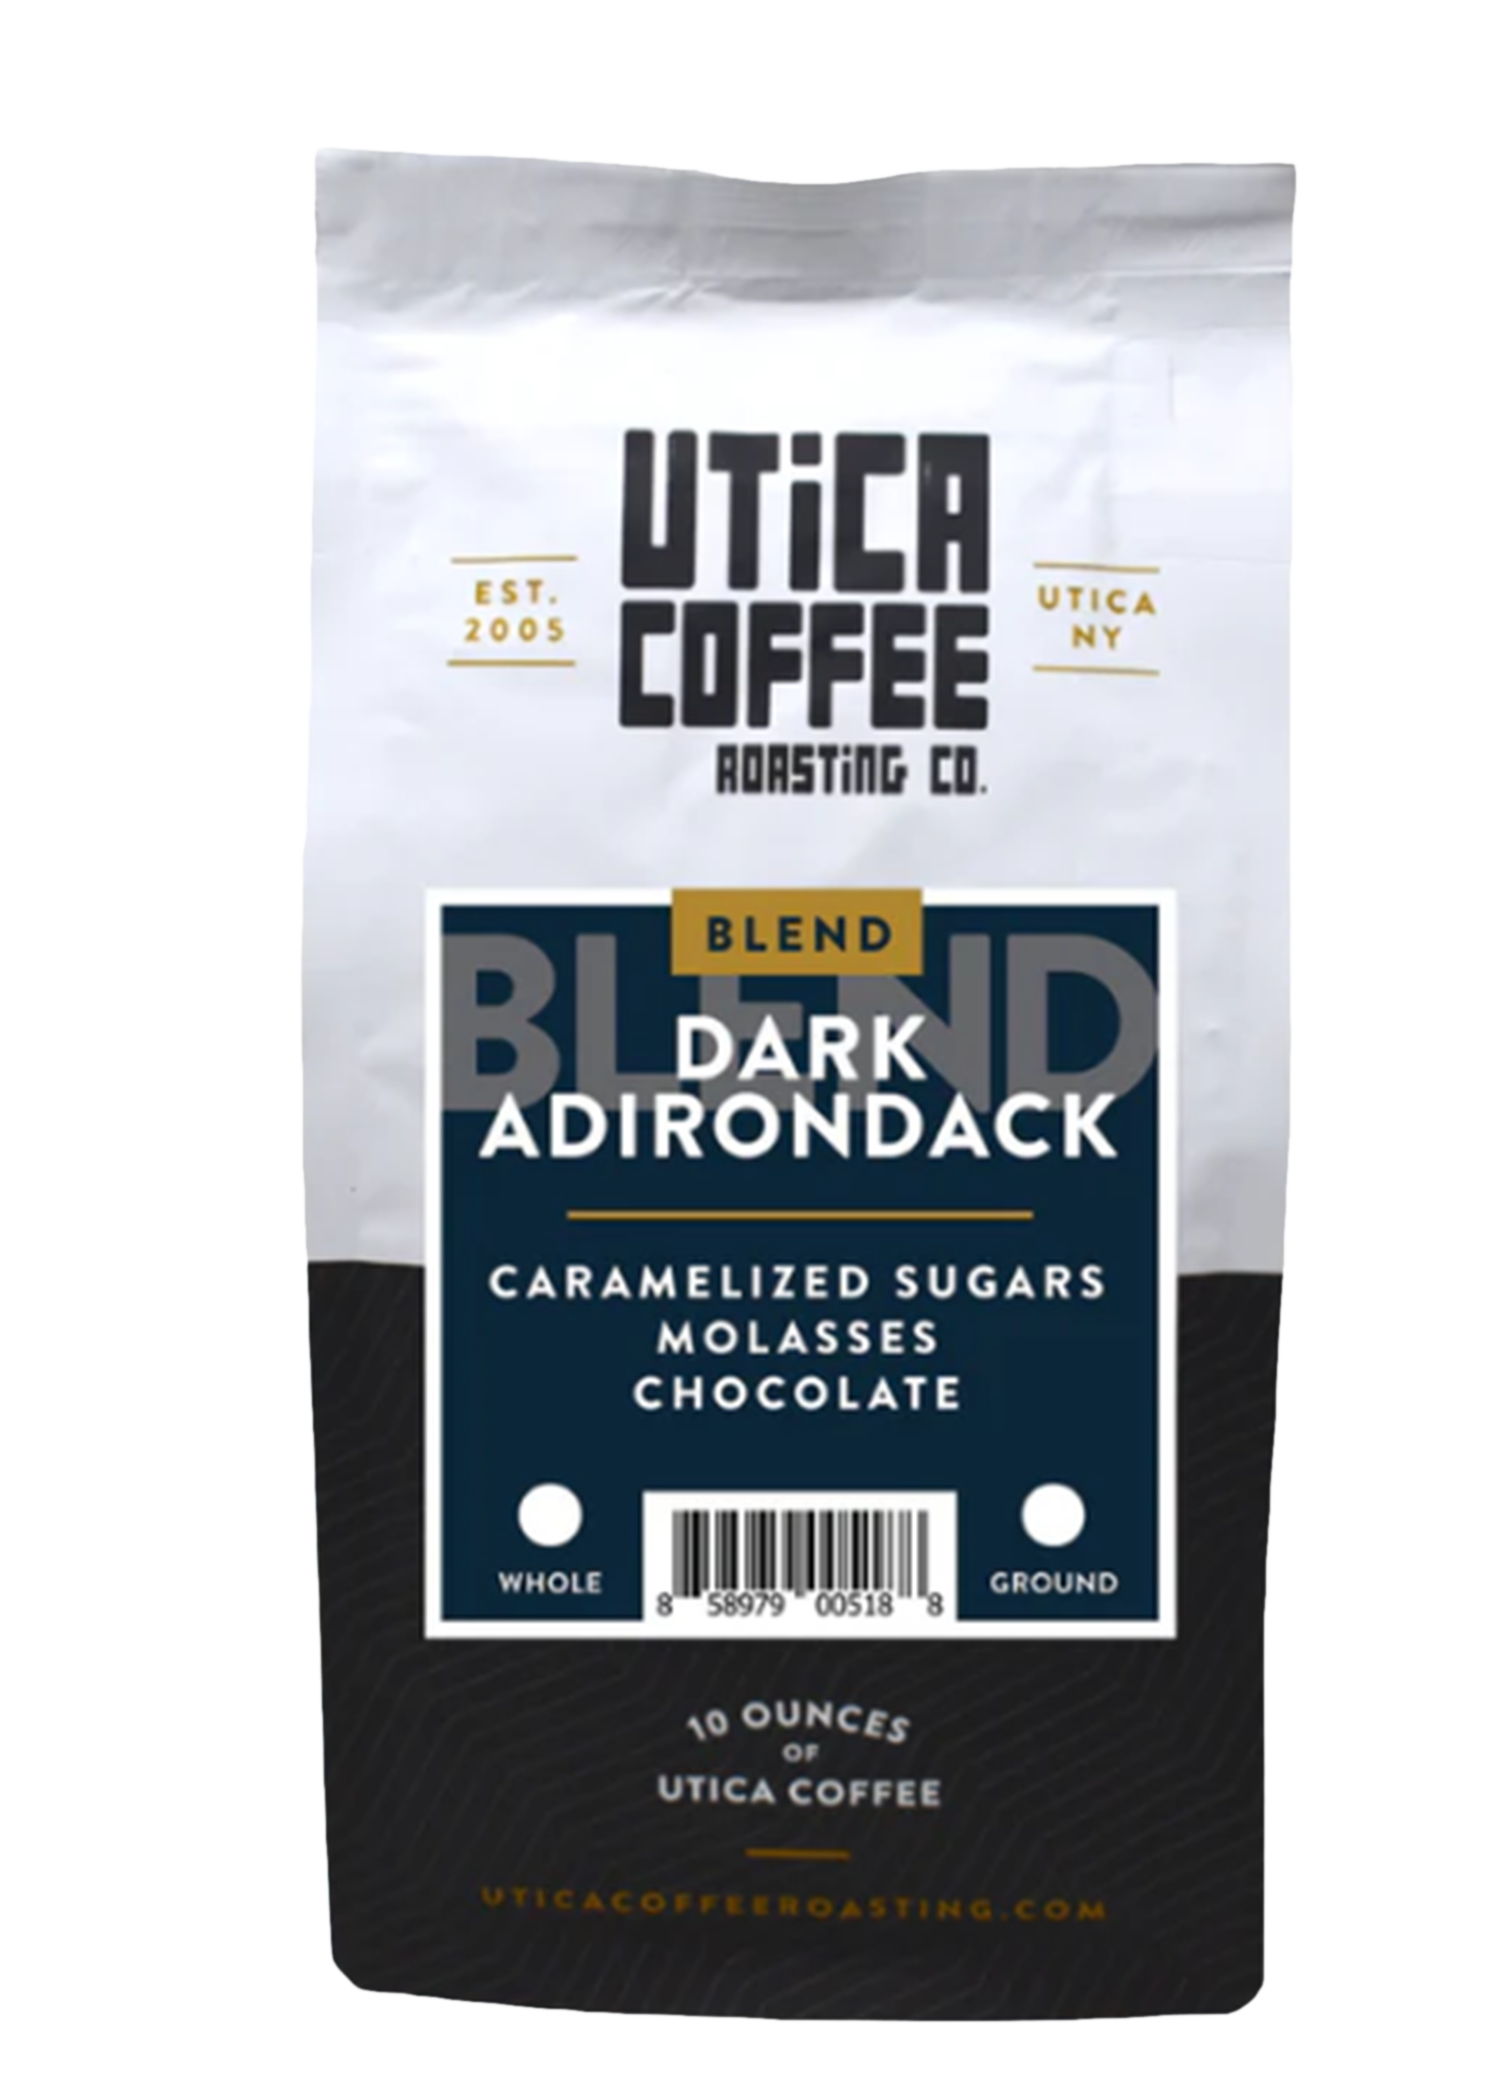 UTiCA
COFFEE
ROASTiNG CO.
EST.
2005
UTICA
NY
BLEND
BLEND
DARK
ADIRONDACK
CARAMELIZED SUGARS
MOLASSES
CHOCOLATE
WHOLE
8 58979 00518 8
GROUND
10 OUNCES
OF
UTICA COFFEE
UTICACOFFEEROASTING.COM